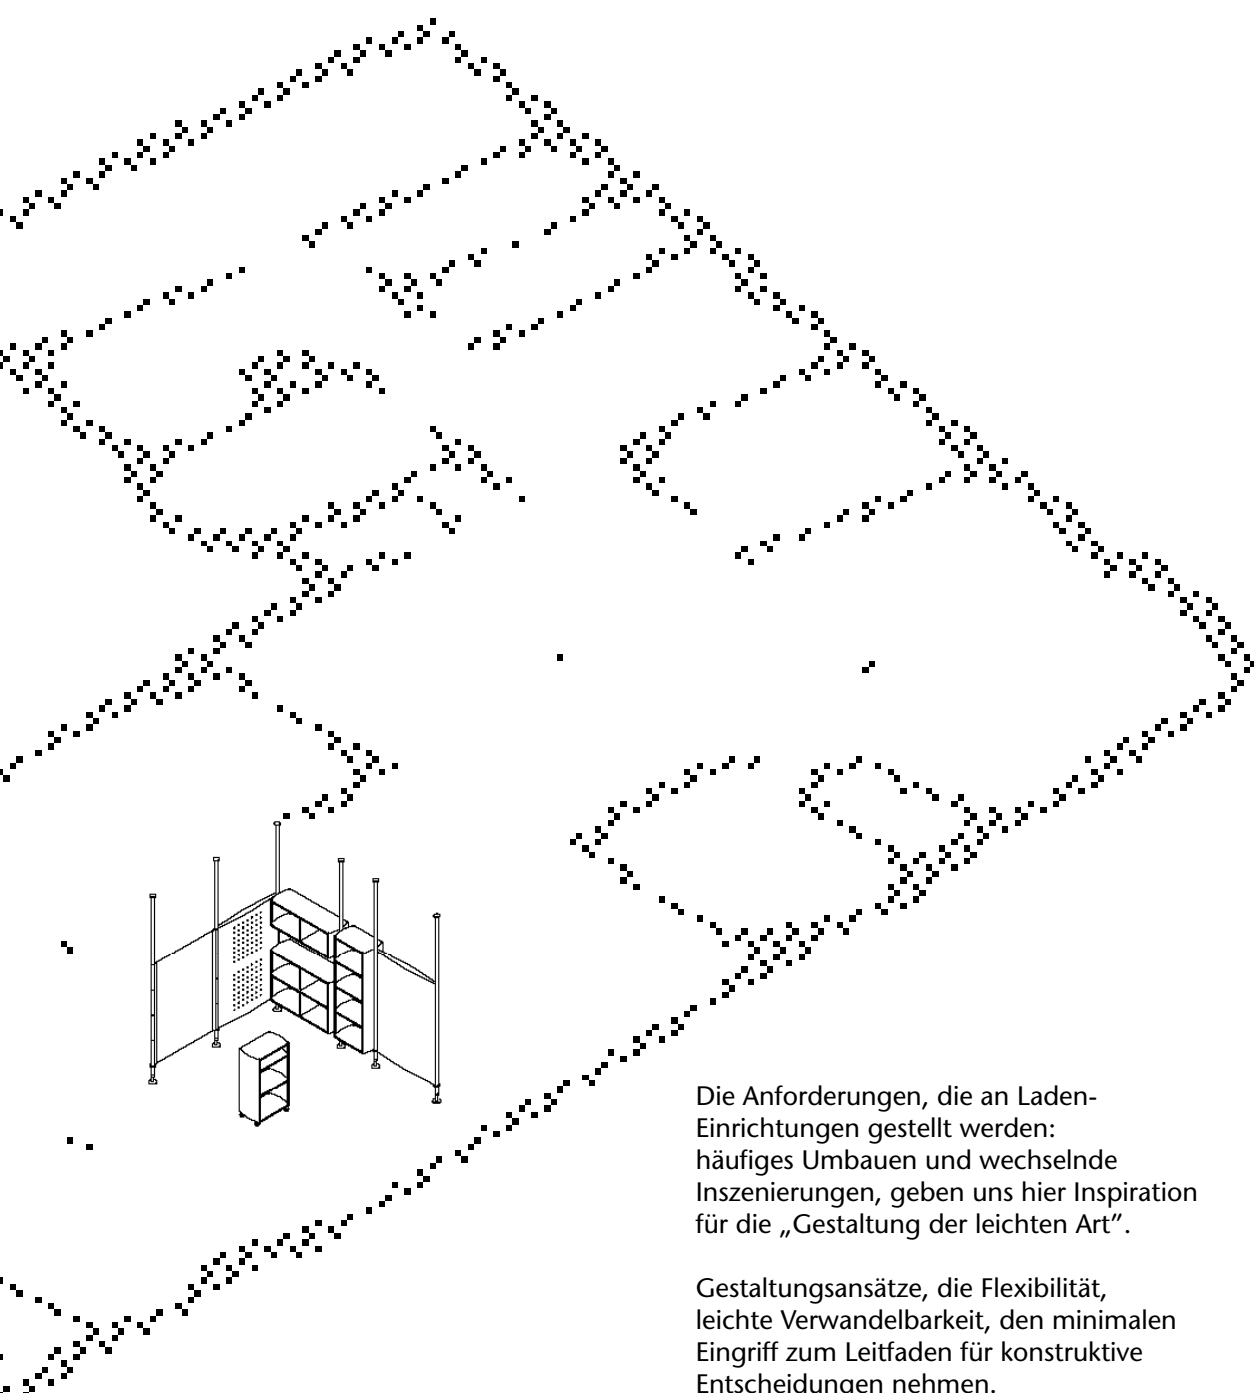 Die Anforderungen, die an Laden-
Einrichtungen gestellt werden:
häufiges Umbauen und wechselnde
Inszenierungen, geben uns hier Inspiration
für die „Gestaltung der leichten Art”.
Gestaltungsansätze, die Flexibilität,
leichte Verwandelbarkeit, den minimalen
Eingriff zum Leitfaden für konstruktive
Entscheidungen nehmen.